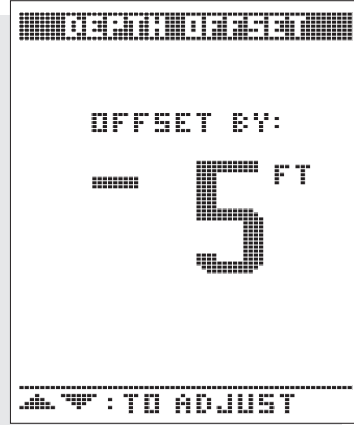 DEPTH OFFSET
OFFSET BY:
- 5 FT
▲▼:TO ADJUST